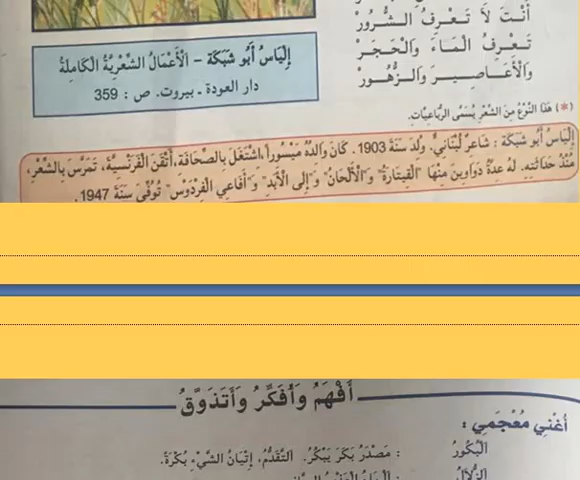 أَنْتَ لَا تَعْرِفُ الشُّرُورْ
تَعْرِفُ الْمَاءَ وَالْحَجَرْ
وَالْأَعَاصِيرَ وَالزُّهُورْ
إِلْيَاسُ أَبُو شَبَكَة - الْأَعْمَالُ الشِّعْرِيَّةُ الْكَامِلَةُ
دار العودة - بيروت. ص : 359
(*) هَذَا النَّوْعُ مِنَ الشِّعْرِ يُسَمَّى الرُّبَاعِيَّات.
إِلْيَاسُ أَبُو شَبَكَة : شَاعِرٌ لُبْنَانِيٌّ. وُلِدَ سَنَةَ 1903. كَانَ وَالِدُهُ مَيْسُوراً، اشْتَغَلَ بِالصَّحَافَةِ، أَتْقَنَ الْفَرَنْسِيَّةَ، تَمَرَّسَ بِالشِّعْرِ،
مُنْذُ حَدَاثَتِهِ. لَهُ عِدَّةُ دَوَاوِينَ مِنْهَا "الْقِيثَارَةُ" وَ"الْأَلْحَانُ" وَ"إِلَى الْأَبَدِ" وَ"أَفَاعِي الْفِرْدَوْسِ" تُوُفِّيَ سَنَةَ 1947.
أَفْهَمُ وَأُفَكِّرُ وَأَتَذَوَّقُ
أُغْنِي مُعْجَمِي :
الْبُكُورُ : مَصْدَرُ بَكَرَ يَبْكُرُ. التَّقَدُّمُ، إِتْيَانُ الشَّيْءِ بُكْرَةً.
الزُّلَالُ :